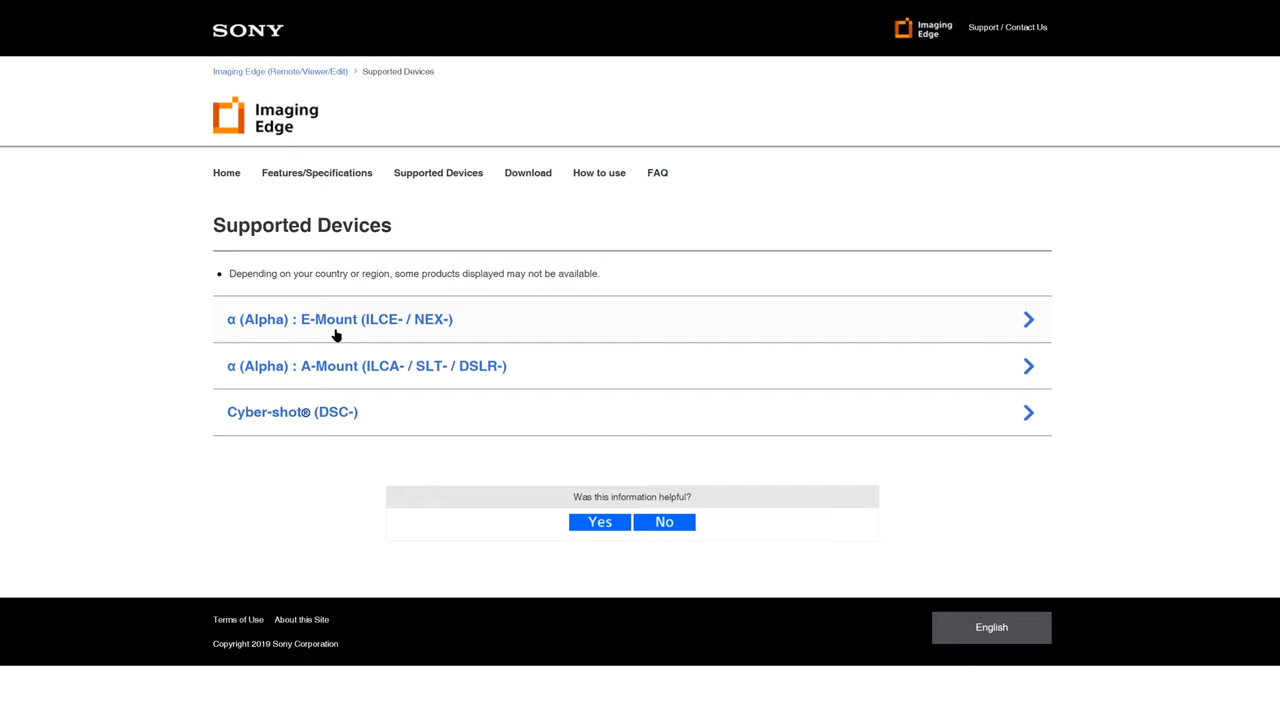 SONY
Imaging
Edge
Support / Contact Us
Imaging Edge (Remote/Viewer/Edit) > Supported Devices
Imaging
Edge
Home Features/Specifications Supported Devices Download How to use FAQ
Supported Devices
• Depending on your country or region, some products displayed may not be available.
α (Alpha) : E-Mount (ILCE- / NEX-)
α (Alpha) : A-Mount (ILCA- / SLT- / DSLR-)
Cyber-shot® (DSC-)
Was this information helpful?
Yes No
Terms of Use About this Site
English
Copyright 2019 Sony Corporation